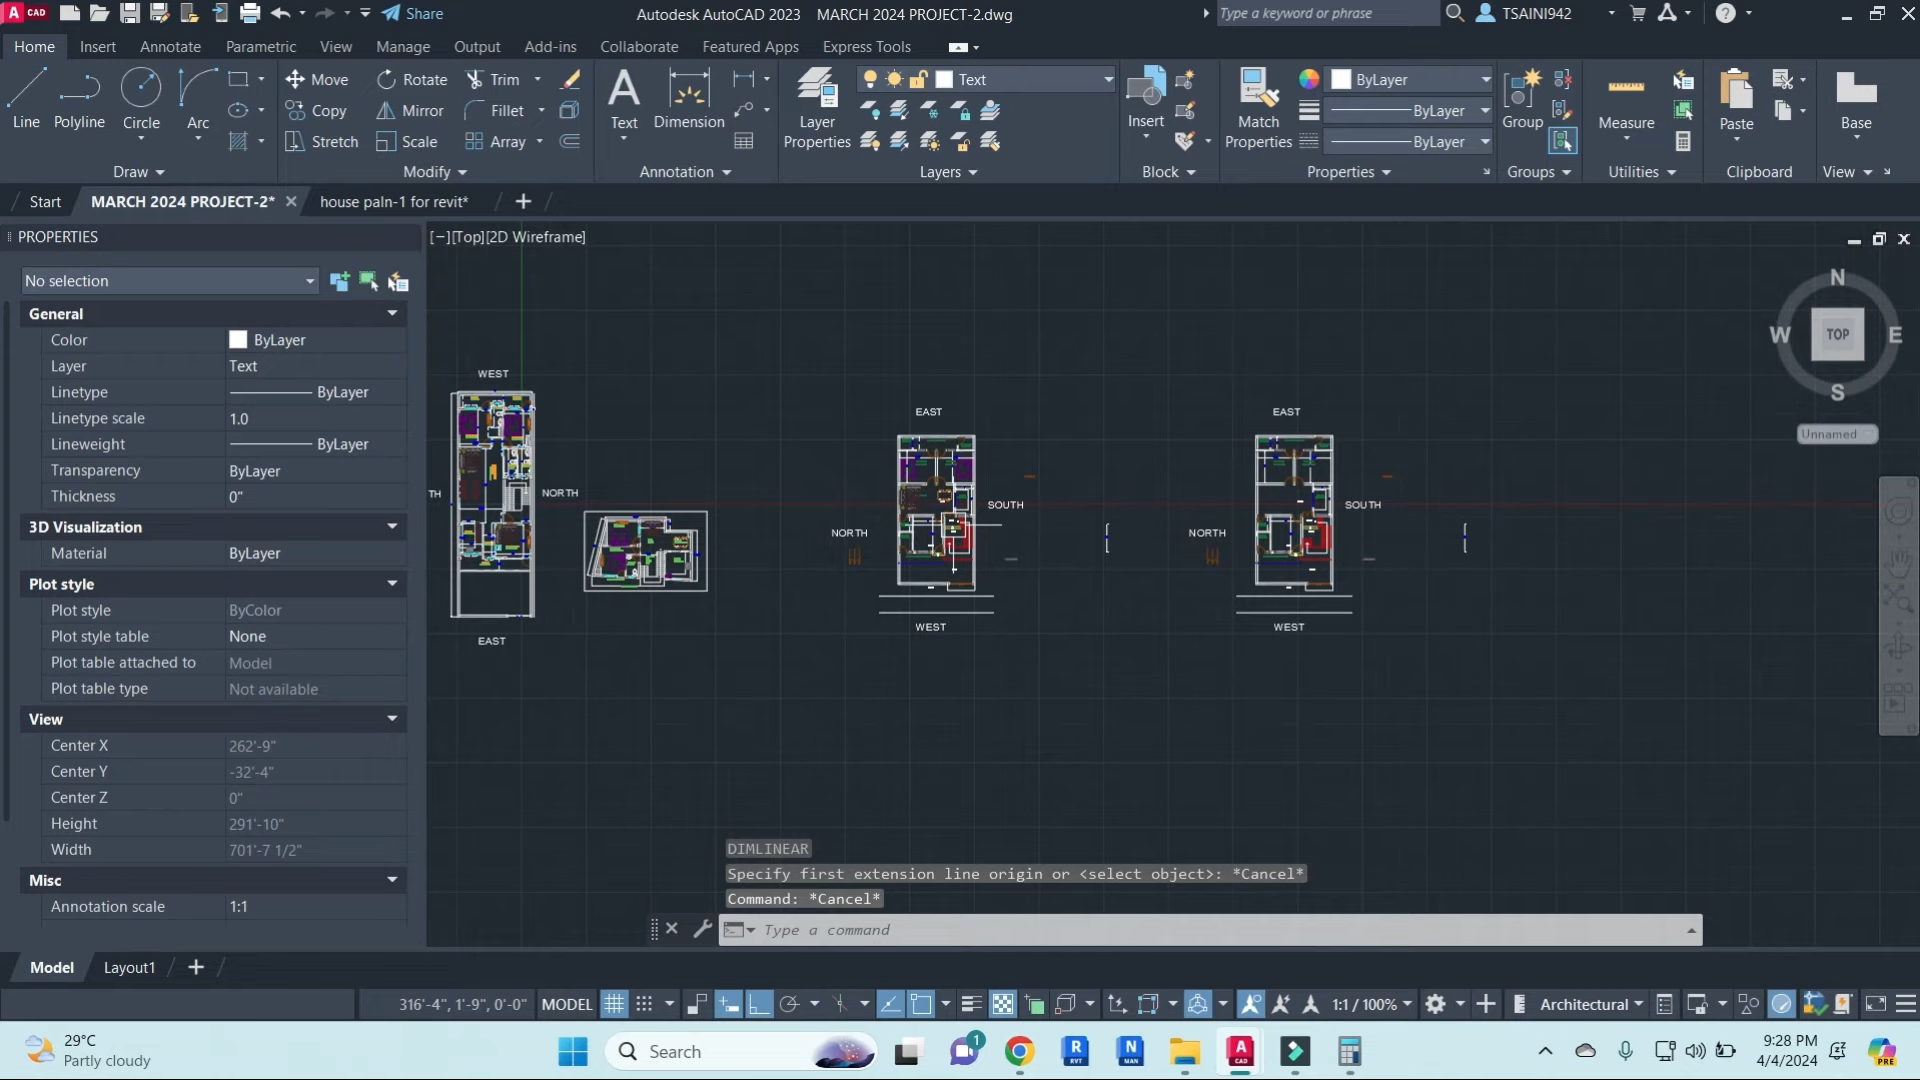 A CAD Share Autodesk AutoCAD 2023 MARCH 2024 PROJECT-2.dwg Type a keyword or phrase TSAINI942
Home Insert Annotate Parametric View Manage Output Add-ins Collaborate Featured Apps Express Tools
Line Polyline Circle Arc
Move Rotate Trim
Copy Mirror Fillet
Stretch Scale Array
Text Dimension
Layer Properties
Text
Insert
Match Properties
ByLayer
ByLayer
ByLayer
Group
Measure
Paste
Base
Draw Modify Annotation Layers Block Properties Groups Utilities Clipboard View
Start MARCH 2024 PROJECT-2* house paln-1 for revit*
PROPERTIES
No selection
General
Color ByLayer
Layer Text
Linetype ByLayer
Linetype scale 1.0
Lineweight ByLayer
Transparency ByLayer
Thickness 0"
3D Visualization
Material ByLayer
Plot style
Plot style ByColor
Plot style table None
Plot table attached to Model
Plot table type Not available
View
Center X 262'-9"
Center Y -32'-4"
Center Z 0"
Height 291'-10"
Width 701'-7 1/2"
Misc
Annotation scale 1:1
[−][Top][2D Wireframe]
N
W TOP E
S
Unnamed
WEST
TH NORTH
EAST
EAST
SOUTH
NORTH
WEST
EAST
SOUTH
NORTH
WEST
DIMLINEAR
Specify first extension line origin or <select object>: *Cancel*
Command: *Cancel*
Type a command
Model Layout1
316'-4", 1'-9", 0'-0" MODEL 1:1 / 100% Architectural
29°C
Partly cloudy
Search
1
R RVT
N MAN
A CAD
9:28 PM
4/4/2024
PRE